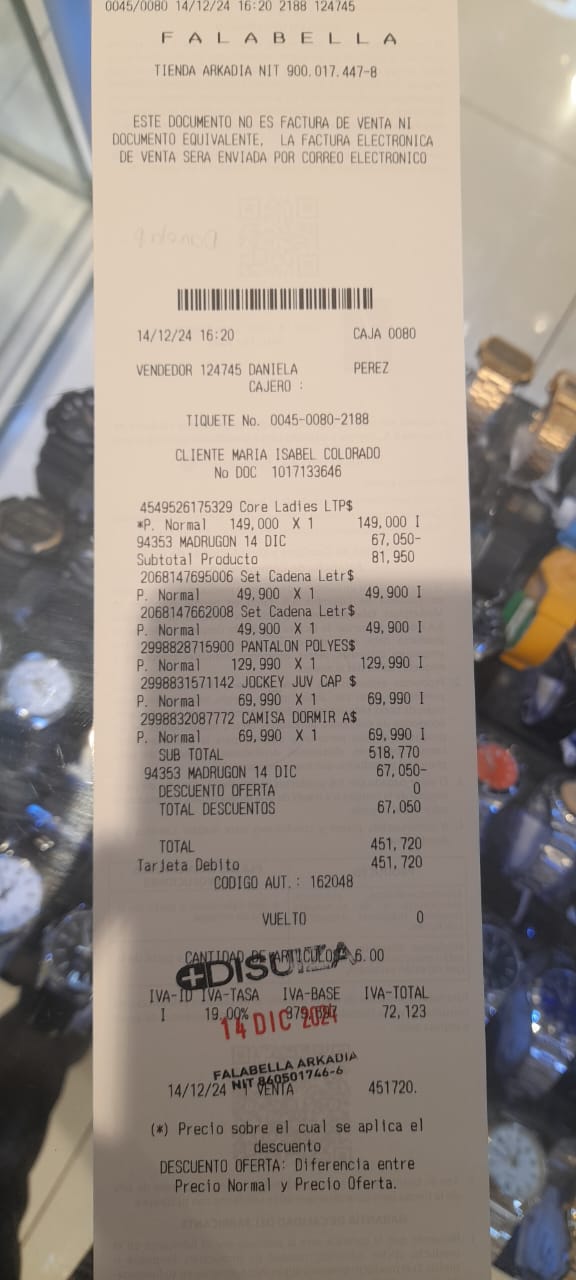 0045/0080 14/12/24 16:20 2188 124745
FALABELLA
TIENDA ARKADIA NIT 900.017.447-8
ESTE DOCUMENTO NO ES FACTURA DE VENTA NI
DOCUMENTO EQUIVALENTE, LA FACTURA ELECTRONICA
DE VENTA SERA ENVIADA POR CORREO ELECTRONICO
14/12/24 16:20 CAJA 0080
VENDEDOR 124745 DANIELA PEREZ
CAJERO :
TIQUETE No. 0045-0080-2188
CLIENTE MARIA ISABEL COLORADO
No DOC 1017133646
4549526175329 Core Ladies LTP$
*P. Normal 149,000 X 1 149,000 I
94353 MADRUGON 14 DIC 67,050-
Subtotal Producto 81,950
2068147695006 Set Cadena Letr$
P. Normal 49,900 X 1 49,900 I
2068147662008 Set Cadena Letr$
P. Normal 49,900 X 1 49,900 I
2998828715900 PANTALON POLYES$
P. Normal 129,990 X 1 129,990 I
2998831571142 JOCKEY JUV CAP $
P. Normal 69,990 X 1 69,990 I
2998832087772 CAMISA DORMIR A$
P. Normal 69,990 X 1 69,990 I
SUB TOTAL 518,770
94353 MADRUGON 14 DIC 67,050-
DESCUENTO OFERTA 0
TOTAL DESCUENTOS 67,050
TOTAL 451,720
Tarjeta Debito 451,720
CODIGO AUT.: 162048
VUELTO 0
CANTIDAD DE ARTICULOS 6.00
IVA-ID IVA-TASA IVA-BASE IVA-TOTAL
I 19,00% 72,123
14 DIC 2024
FALABELLA ARKADIA
NIT 860501746-6
14/12/24 1 VENTA 451720.
(*) Precio sobre el cual se aplica el
descuento
DESCUENTO OFERTA: Diferencia entre
Precio Normal y Precio Oferta.